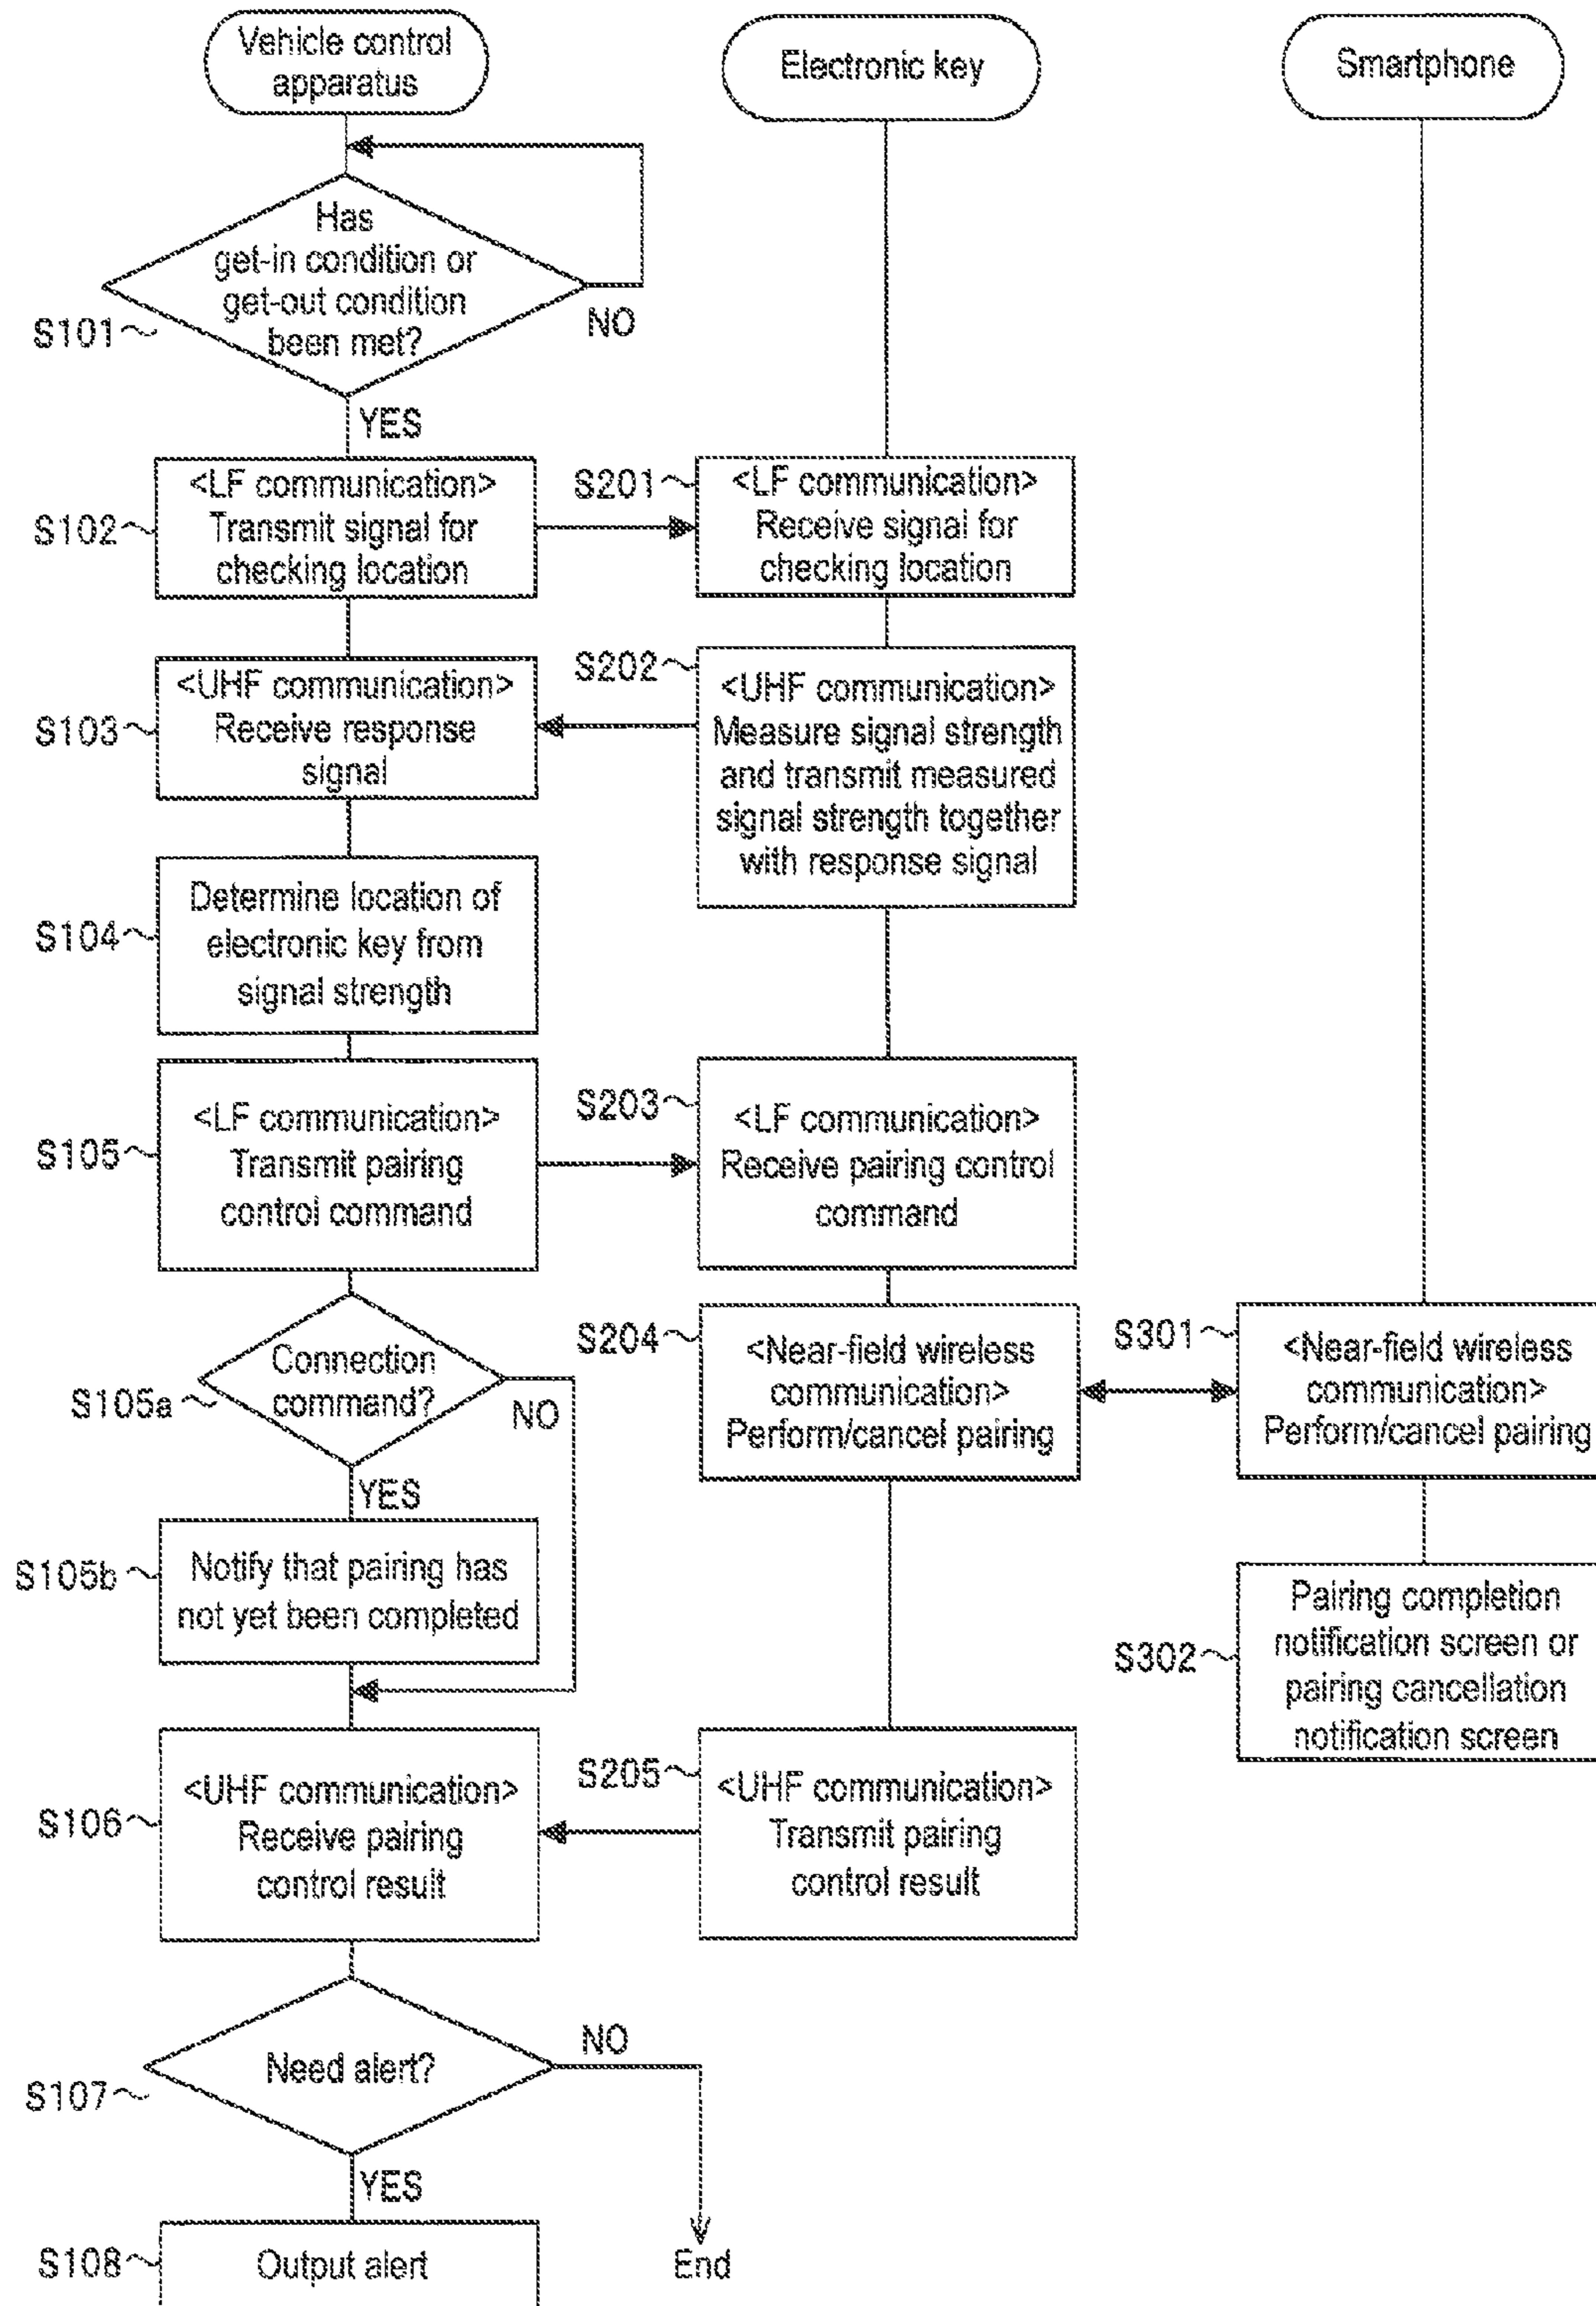 Vehicle control
apparatus
Electronic key
Smartphone
Has
get-in condition or
get-out condition
been met?
S101
NO
YES
S102
<LF communication>
Transmit signal for
checking location
S201
<LF communication>
Receive signal for
checking location
S103
<UHF communication>
Receive response
signal
S202
<UHF communication>
Measure signal strength
and transmit measured
signal strength together
with response signal
S104
Determine location of
electronic key from
signal strength
S105
<LF communication>
Transmit pairing
control command
S203
<LF communication>
Receive pairing control
command
S105a
Connection
command?
NO
YES
S204
<Near-field wireless
communication>
Perform/cancel pairing
S301
<Near-field wireless
communication>
Perform/cancel pairing
S105b
Notify that pairing has
not yet been completed
S302
Pairing completion
notification screen or
pairing cancellation
notification screen
S106
<UHF communication>
Receive pairing
control result
S205
<UHF communication>
Transmit pairing
control result
S107
Need alert?
NO
YES
S108
Output alert
End